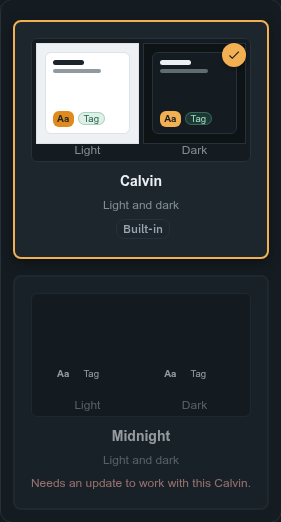 Aa Tag Aa Tag
Light Dark
Calvin
Light and dark
Built-in
Aa Tag Aa Tag
Light Dark
Midnight
Light and dark
Needs an update to work with this Calvin.